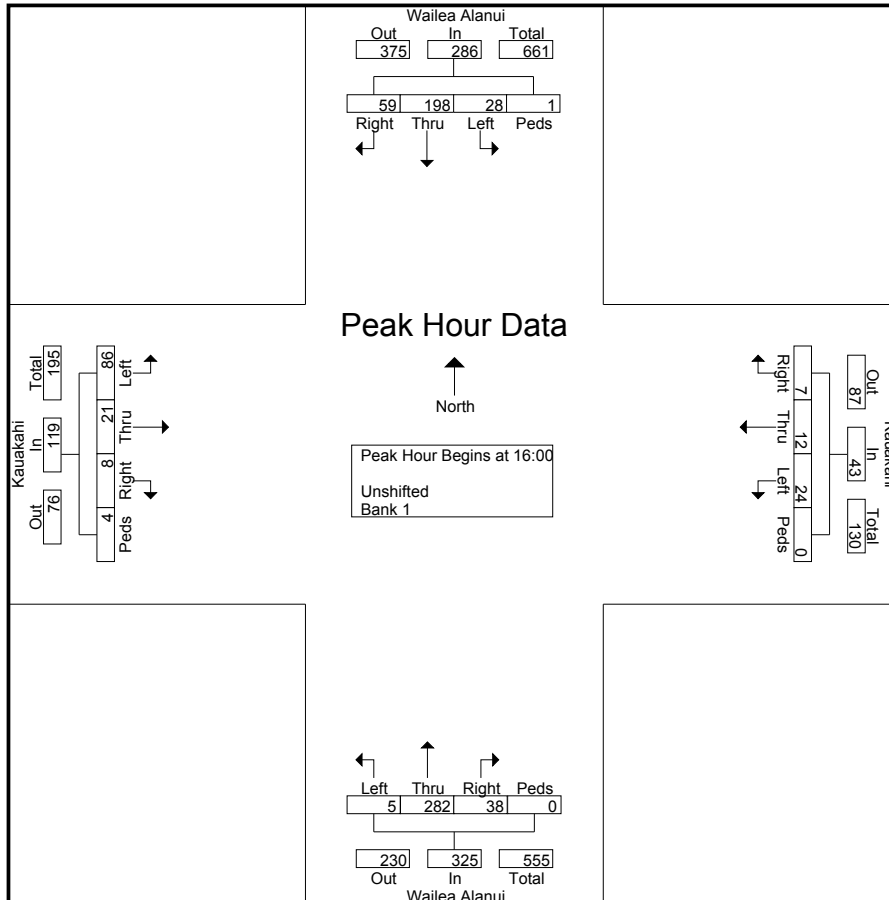 Wailea Alanui
Out In Total
375 286 661
59 198 28 1
Right Thru Left Peds
Peak Hour Data
North
Peak Hour Begins at 16:00
Unshifted
Bank 1
Kauakahi
Total In Out
195 119 76
86 21 8 4
Left Thru Right Peds
Right Thru Left Peds
7 12 24 0
Out In Total
87 43 130
Kauakahi
Left Thru Right Peds
5 282 38 0
230 325 555
Out In Total
Wailea Alanui